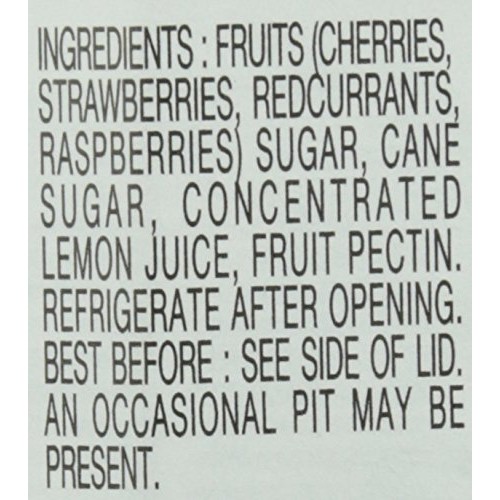 INGREDIENTS : FRUITS (CHERRIES,
STRAWBERRIES, REDCURRANTS,
RASPBERRIES) SUGAR, CANE
SUGAR, CONCENTRATED
LEMON JUICE, FRUIT PECTIN.
REFRIGERATE AFTER OPENING.
BEST BEFORE : SEE SIDE OF LID.
AN OCCASIONAL PIT MAY BE
PRESENT.